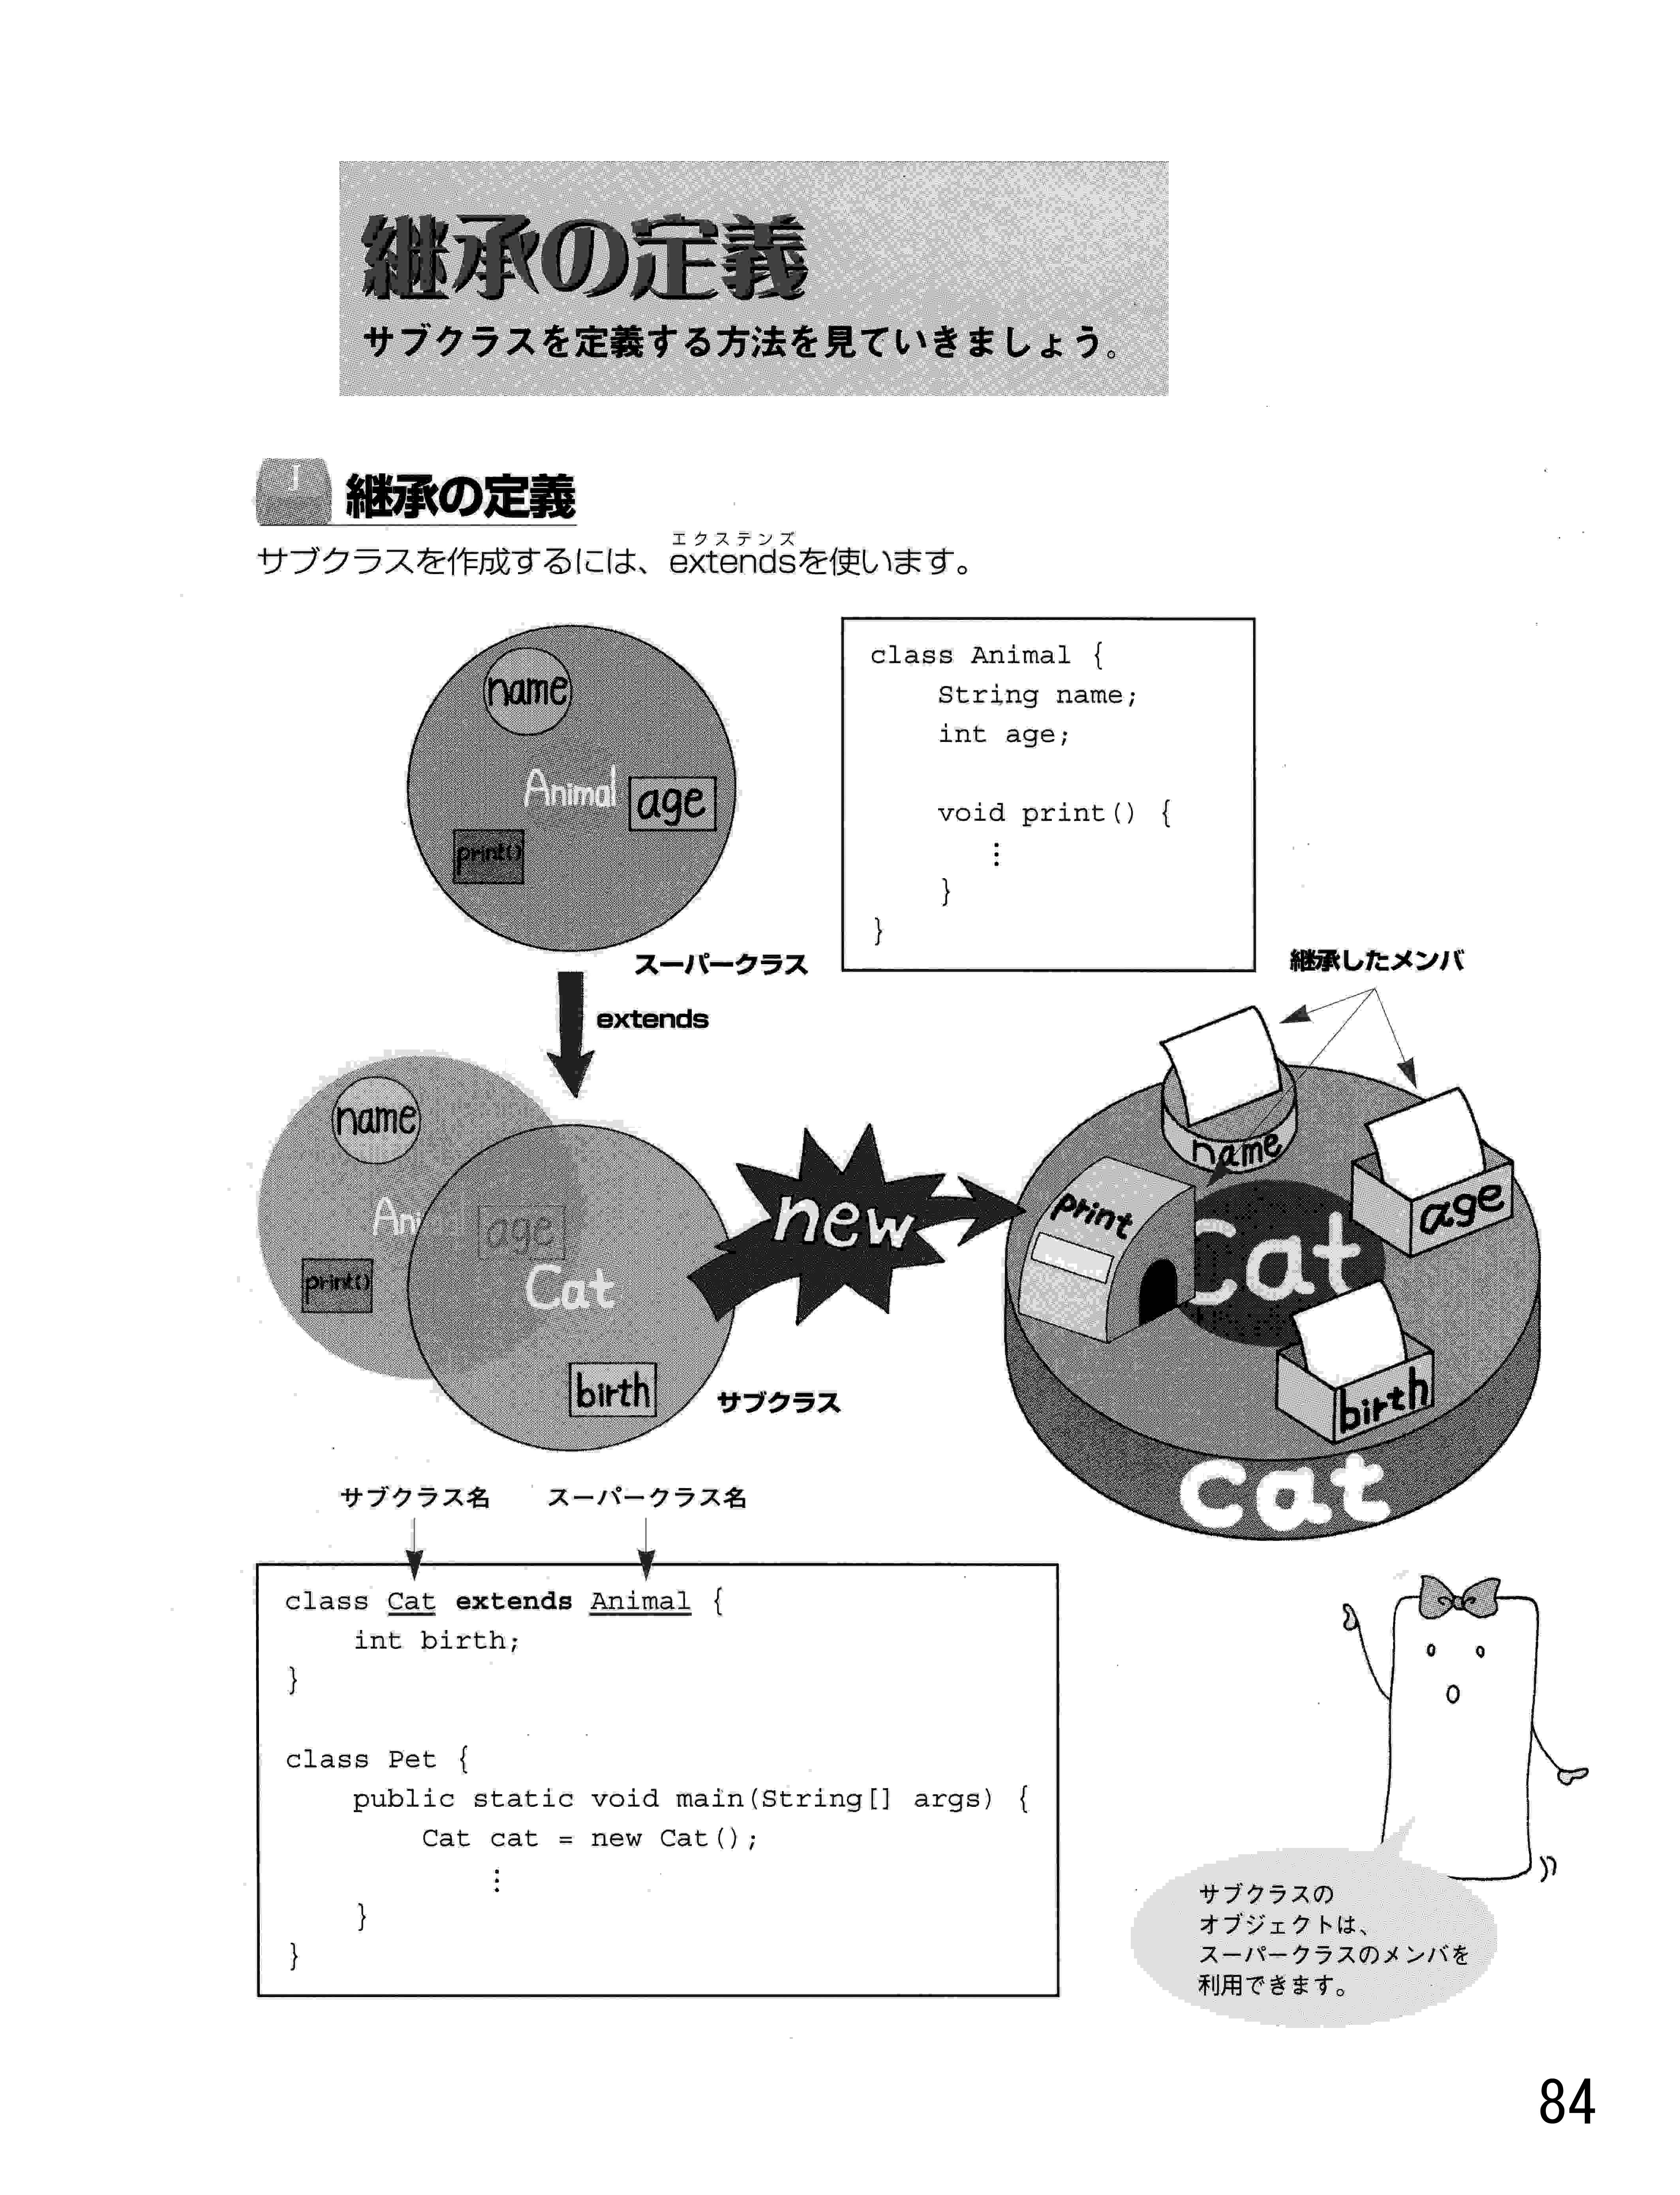 継承の定義
サブクラスを定義する方法を見ていきましょう。
継承の定義
エクステンズ
サブクラスを作成するには、extendsを使います。
name
Animal
age
print()
スーパークラス
class Animal {
String name;
int age;
void print() {
⋮
}
}
継承したメンバ
extends
name
Ani
age
print()
Cat
birth
サブクラス
new
name
age
print
Cat
birth
cat
サブクラス名 スーパークラス名
class Cat extends Animal {
int birth;
}
class Pet {
public static void main(String[] args) {
Cat cat = new Cat();
⋮
}
}
サブクラスの
オブジェクトは、
スーパークラスのメンバを
利用できます。
84